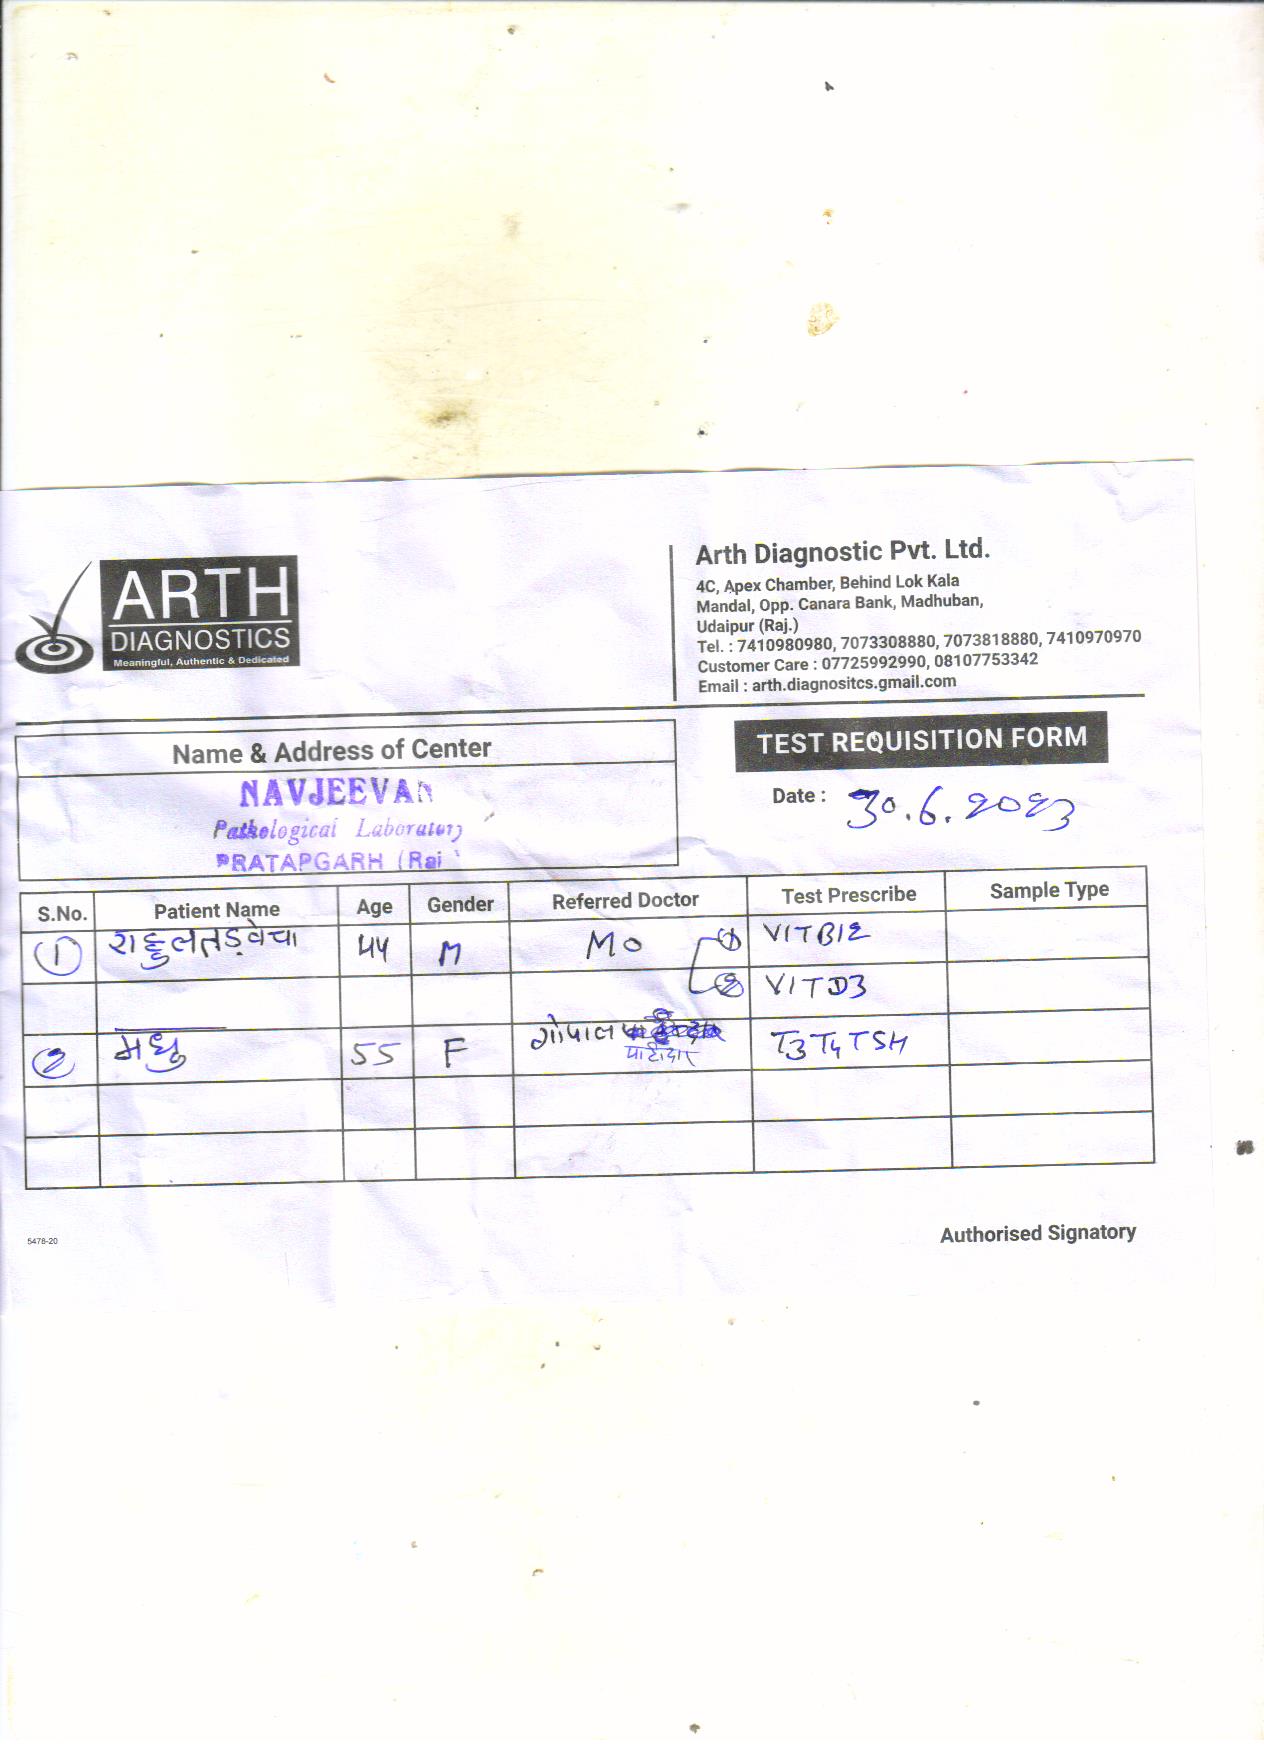 ARTH
DIAGNOSTICS
Meaningful, Authentic & Dedicated
Arth Diagnostic Pvt. Ltd.
4C, Apex Chamber, Behind Lok Kala
Mandal, Opp. Canara Bank, Madhuban,
Udaipur (Raj.)
Tel. : 7410980980, 7073308880, 7073818880, 7410970970
Customer Care : 07725992990, 08107753342
Email : arth.diagnositcs.gmail.com
Name & Address of Center
NAVJEEVAN
Pathological Laboratory
PRATAPGARH (Raj
TEST REQUISITION FORM
Date : 30.6.2023
S.No. Patient Name Age Gender Referred Doctor Test Prescribe Sample Type
1 राहुल तड़वेचा 44 M MO 1 VITB12
2 VITD3
2 मधु 55 F गोपाल पाटीदार T3 T4 TSH
5478-20
Authorised Signatory